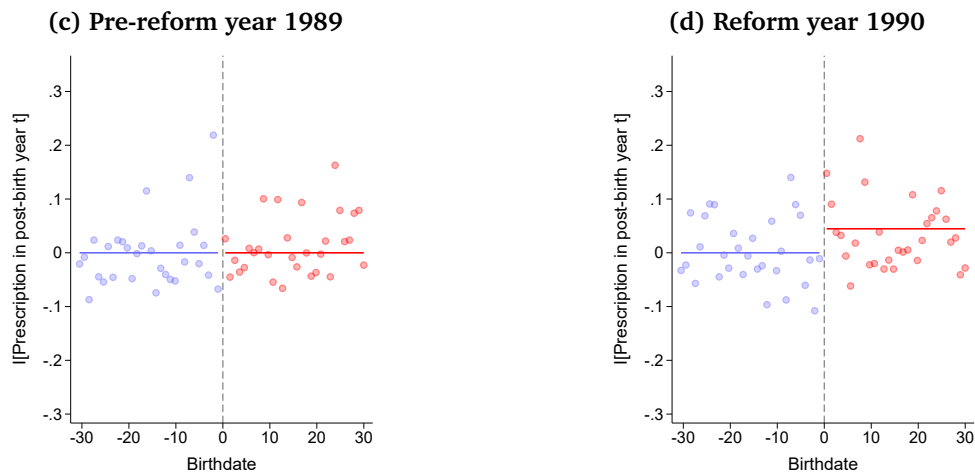 (c) Pre-reform year 1989
I[Prescription in post-birth year t]
.3
.2
.1
0
-.1
-.2
-.3
-30 -20 -10 0 10 20 30
Birthdate
(d) Reform year 1990
I[Prescription in post-birth year t]
.3
.2
.1
0
-.1
-.2
-.3
-30 -20 -10 0 10 20 30
Birthdate